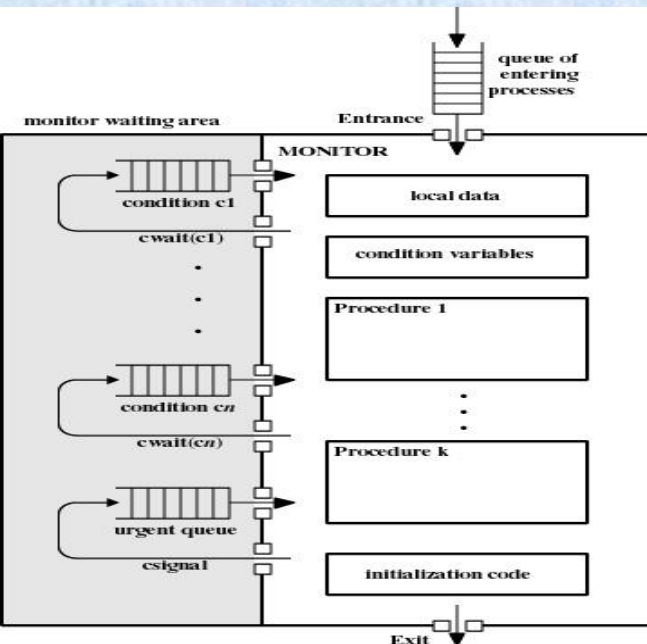 queue of
entering
processes
monitor waiting area
Entrance
MONITOR
condition c1
local data
cwait(c1)
condition variables
Procedure 1
condition cn
cwait(cn)
Procedure k
urgent queue
csignal
initialization code
Exit